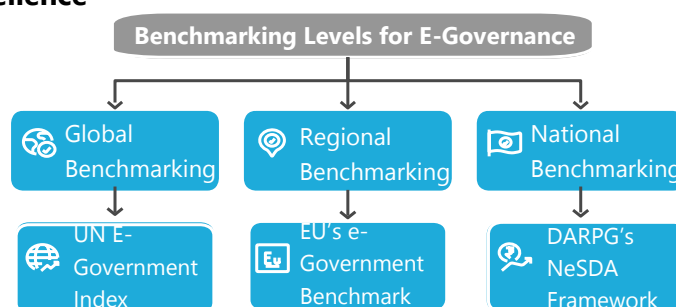 Benchmarking Levels for E-Governance
Global
Benchmarking
Regional
Benchmarking
National
Benchmarking
UN E-
Government
Index
EU's e-
Government
Benchmark
DARPG's
NeSDA
Framework